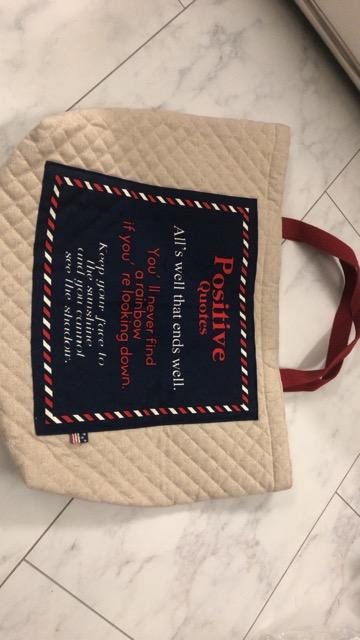 Positive
Quotes
All's well that ends well.
You'll never find
a rainbow
if you're looking down.
Keep your face to
the sunshine
and you cannot
see the shadow.